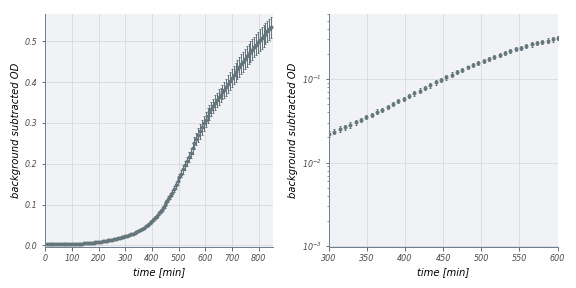 background subtracted OD
0.5
0.4
0.3
0.2
0.1
0.0
0 100 200 300 400 500 600 700 800
time [min]
background subtracted OD
10⁻¹
10⁻²
10⁻³
300 350 400 450 500 550 600
time [min]